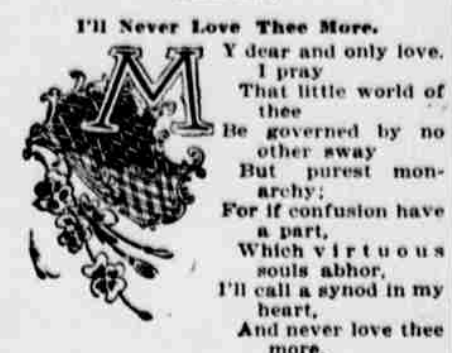 I'll Never Love Thee More.
MY dear and only love,
I pray
That little world of
thee
Be governed by no
other sway
But purest mon-
archy;
For if confusion have
a part,
Which virtuous
souls abhor,
I'll call a synod in my
heart,
And never love thee
more.